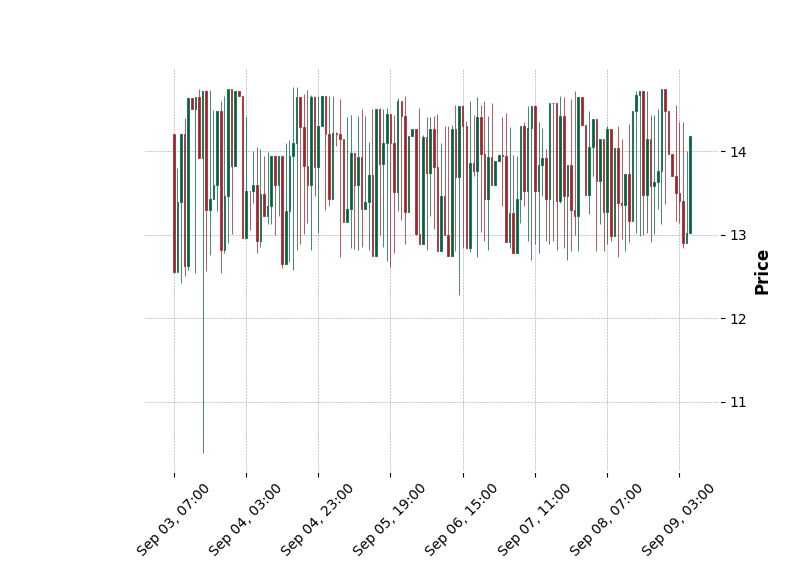 14
13
12
11
Price
Sep 03, 07:00
Sep 04, 03:00
Sep 04, 23:00
Sep 05, 19:00
Sep 06, 15:00
Sep 07, 11:00
Sep 08, 07:00
Sep 09, 03:00